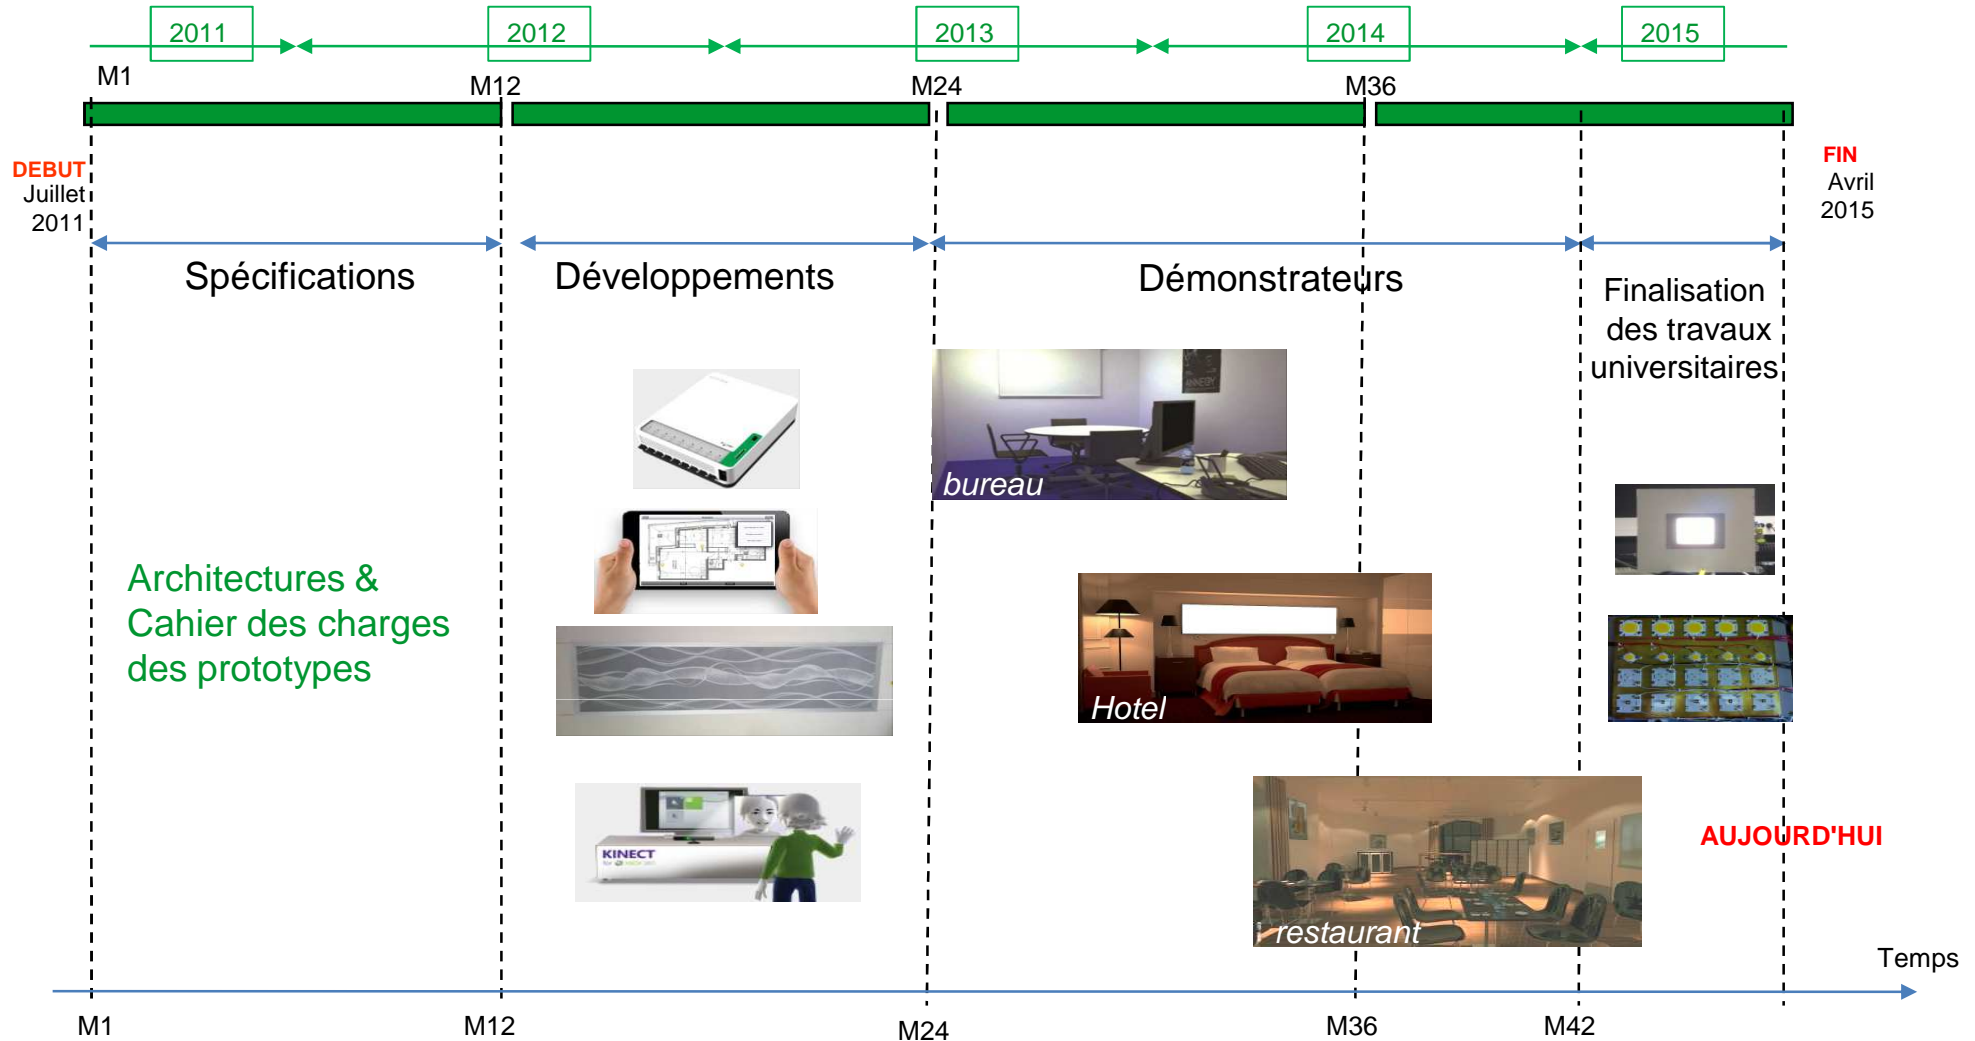 2011
2012
2013
2014
2015
M1
M12
M24
M36
DEBUT
Juillet
2011
FIN
Avril
2015
Spécifications
Développements
Démonstrateurs
Finalisation
des travaux
universitaires
ANNECY
bureau
Architectures &
Cahier des charges
des prototypes
Hotel
KINECT
AUJOURD'HUI
restaurant
Temps
M1
M12
M24
M36
M42